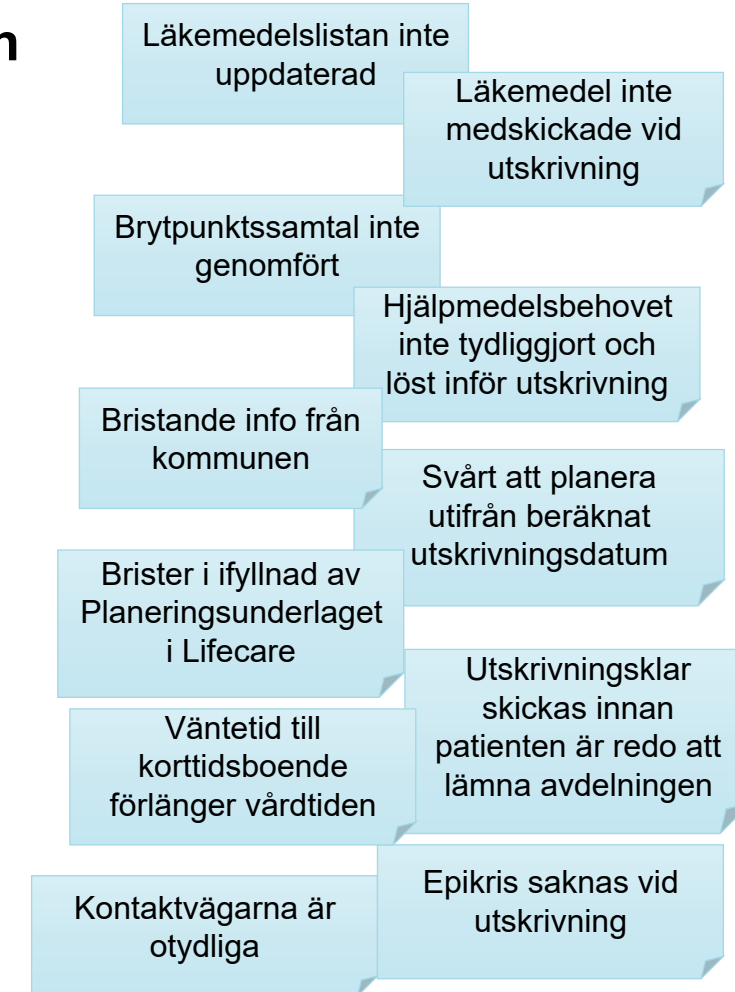 n
Läkemedelslistan inte
uppdaterad
Läkemedel inte
medskickade vid
utskrivning
Brytpunktssamtal inte
genomfört
Hjälpmedelsbehovet
inte tydliggjort och
löst inför utskrivning
Bristande info från
kommunen
Svårt att planera
utifrån beräknat
utskrivningsdatum
Brister i ifyllnad av
Planeringsunderlaget
i Lifecare
Utskrivningsklar
skickas innan
patienten är redo att
lämna avdelningen
Väntetid till
korttidsboende
förlänger vårdtiden
Epikris saknas vid
utskrivning
Kontaktvägarna är
otydliga